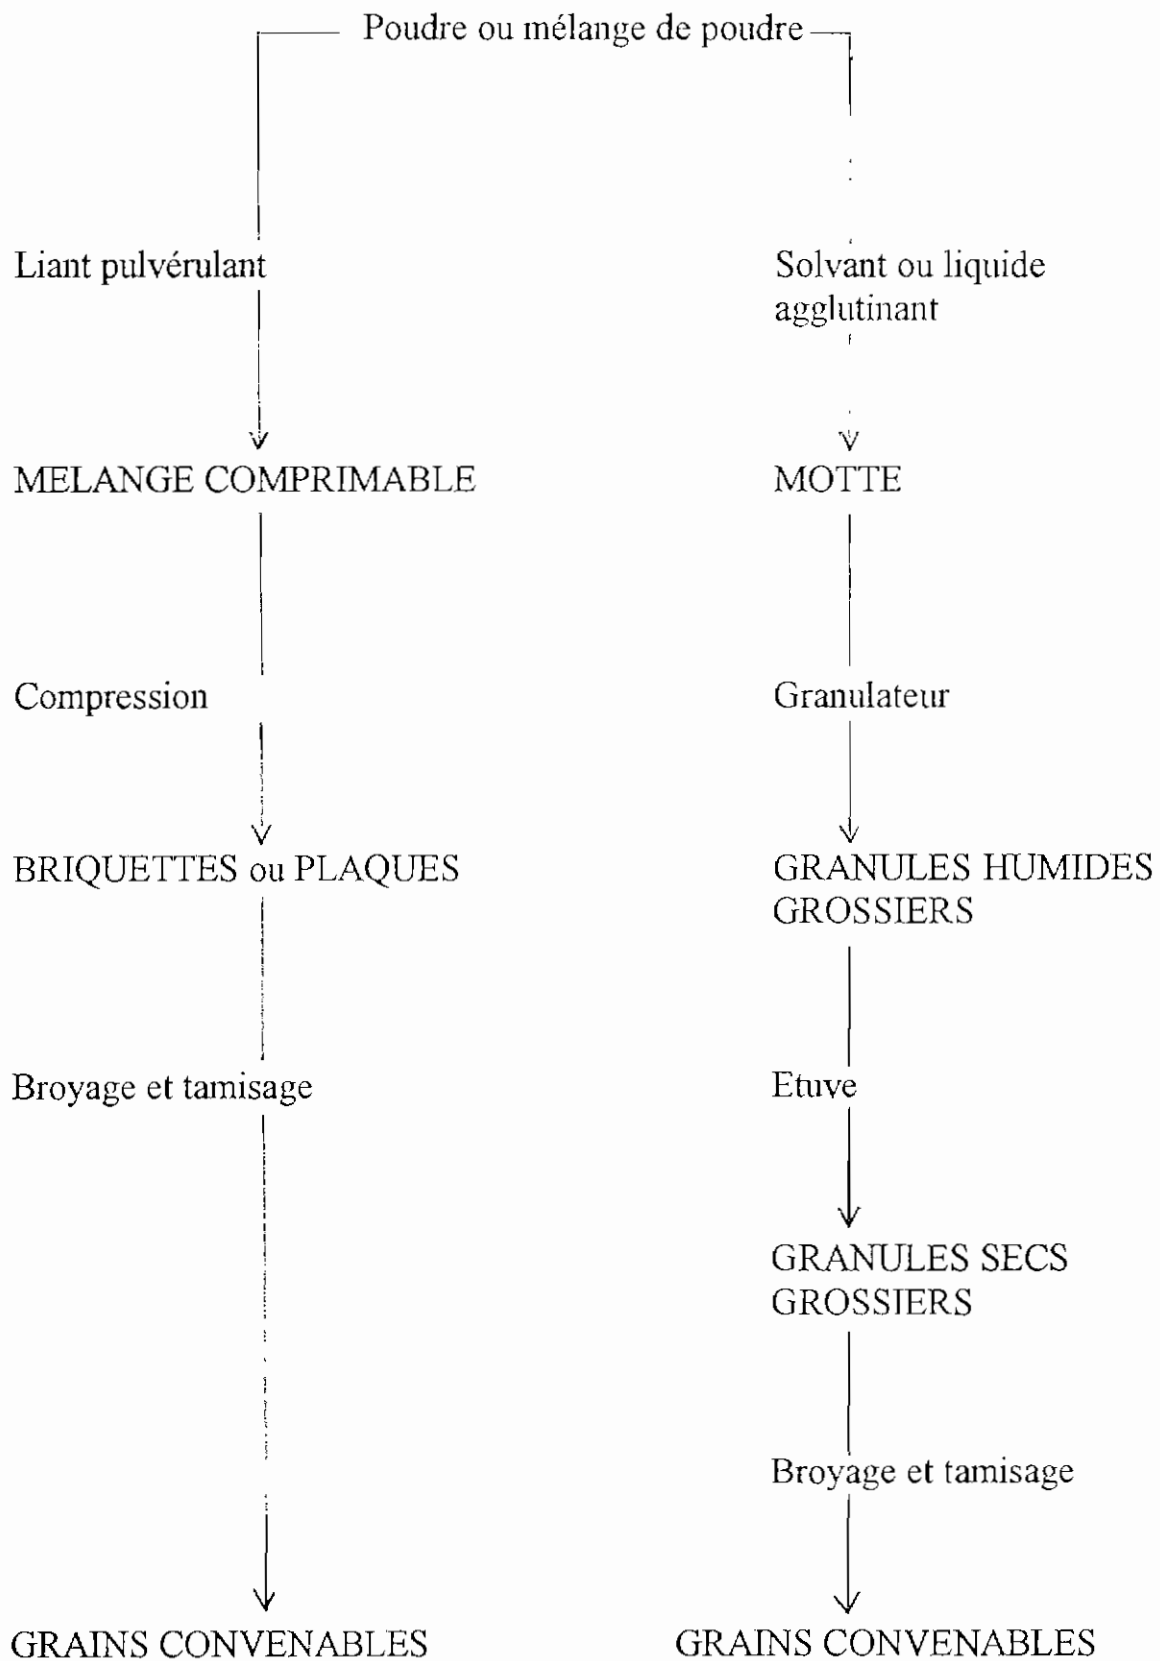 Poudre ou mélange de poudre
Liant pulvérulant
Solvant ou liquide
agglutinant
MELANGE COMPRIMABLE
MOTTE
Compression
Granulateur
BRIQUETTES ou PLAQUES
GRANULES HUMIDES
GROSSIERS
Broyage et tamisage
Etuve
GRANULES SECS
GROSSIERS
Broyage et tamisage
GRAINS CONVENABLES
GRAINS CONVENABLES